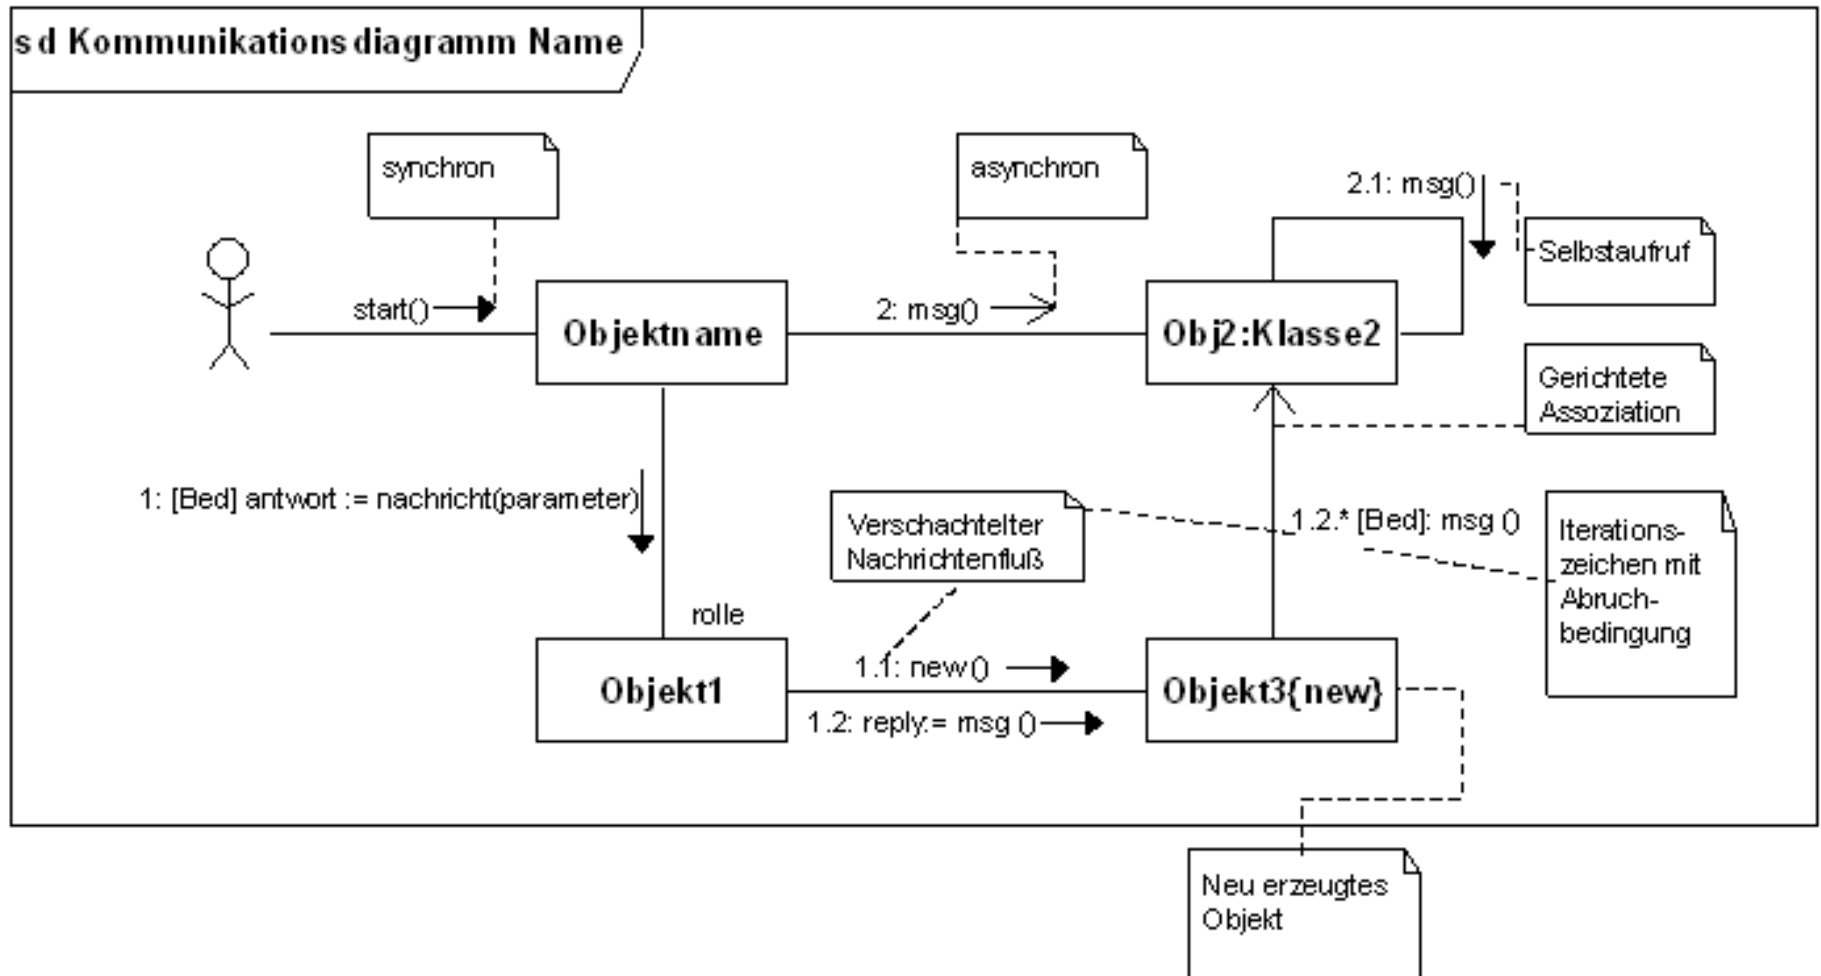 sd Kommunikationsdiagramm Name
synchron
asynchron
2.1: msg()
Selbstaufruf
start()
2: msg()
Objektname
Obj2:Klasse2
Gerichtete
Assoziation
1: [Bed] antwort := nachricht(parameter)
Verschachtelter
Nachrichtenfluß
1.2.* [Bed]: msg ()
Iterations-
zeichen mit
Abruch-
bedingung
rolle
1.1: new()
Objekt1
Objekt3{new}
1.2: reply:= msg ()
Neu erzeugtes
Objekt